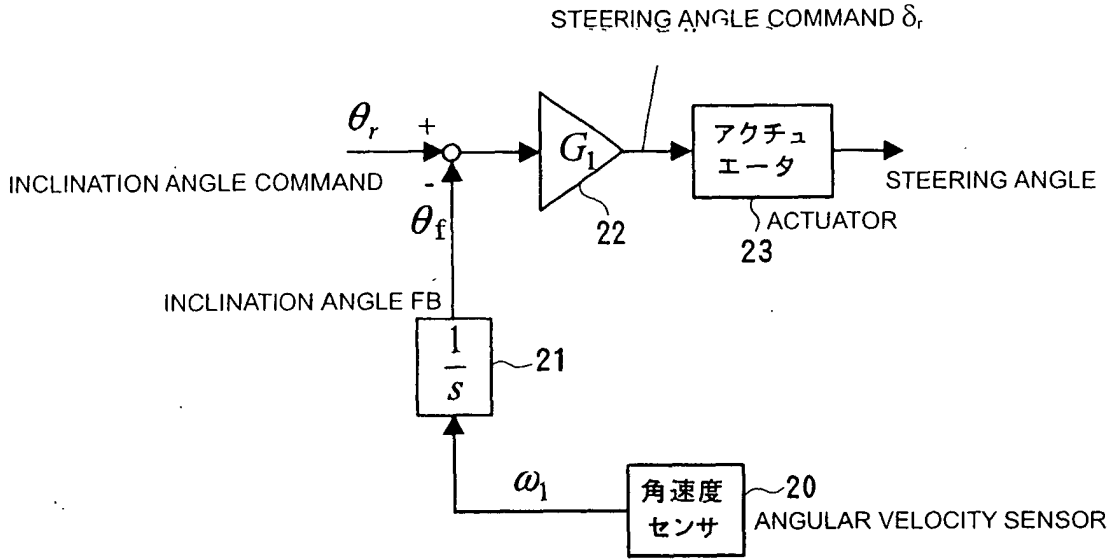 STEERING ANGLE COMMAND δr
θr
+
INCLINATION ANGLE COMMAND
-
θf
G1
22
アクチュ
エータ
23
ACTUATOR
STEERING ANGLE
INCLINATION ANGLE FB
1
s
21
ω1
角速度
センサ
20
ANGULAR VELOCITY SENSOR